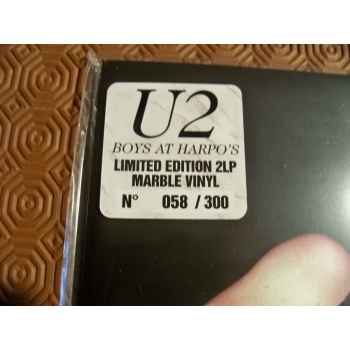 U2
BOYS AT HARPO'S
LIMITED EDITION 2LP
MARBLE VINYL
N° 058 / 300